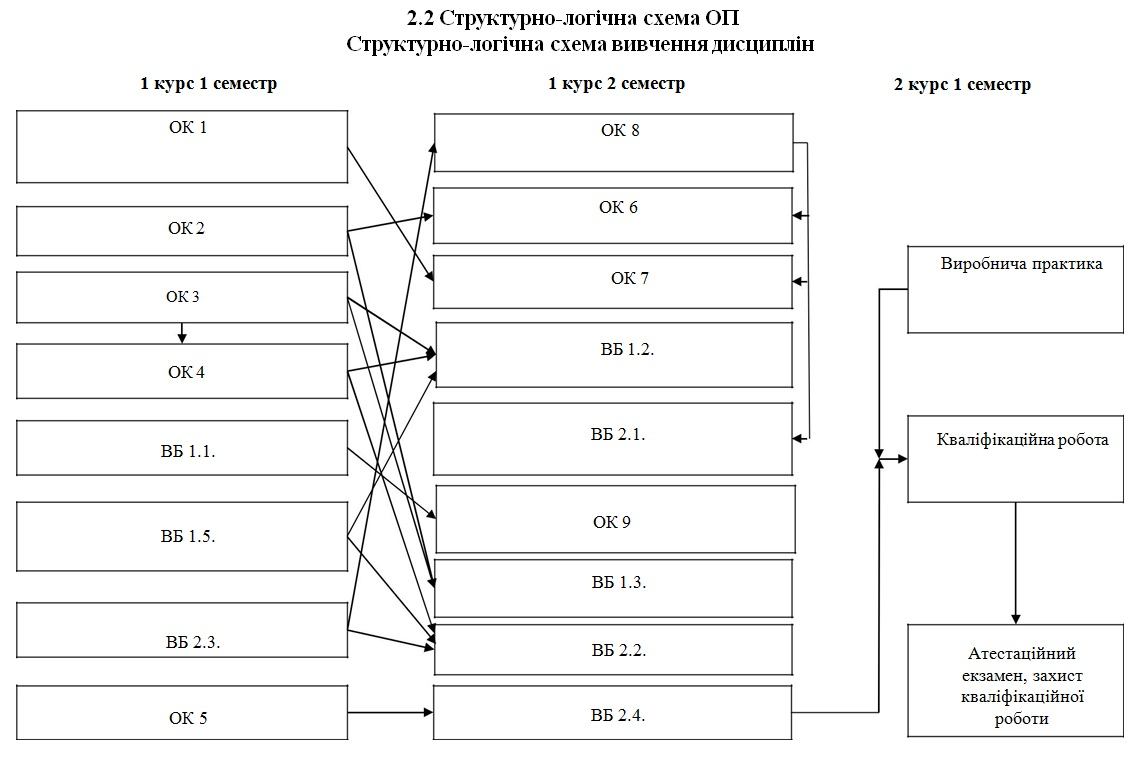 2.2 Структурно-логічна схема ОП
Структурно-логічна схема вивчення дисциплін
1 курс 1 семестр
1 курс 2 семестр
2 курс 1 семестр
ОК 1
ОК 2
ОК 3
ОК 4
ВБ 1.1.
ВБ 1.5.
ВБ 2.3.
ОК 5
ОК 8
ОК 6
ОК 7
ВБ 1.2.
ВБ 2.1.
ОК 9
ВБ 1.3.
ВБ 2.2.
ВБ 2.4.
Виробнича практика
Кваліфікаційна робота
Атестаційний
екзамен, захист
кваліфікаційної
роботи